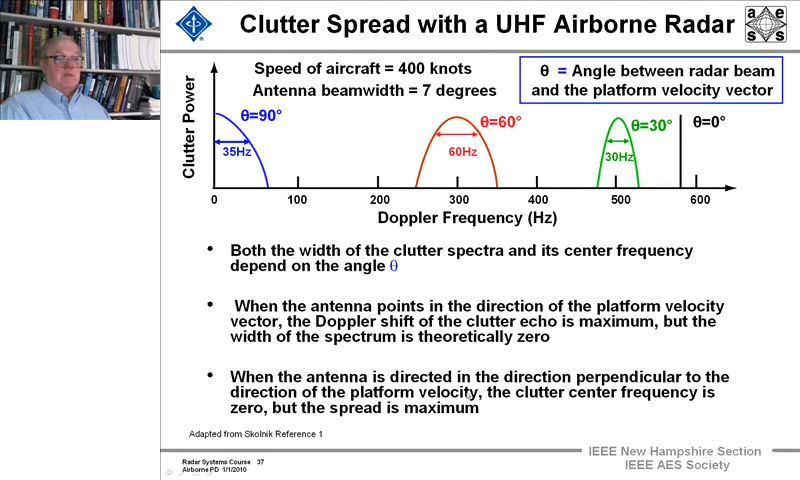 Clutter Spread with a UHF Airborne Radar
a e
s s
Speed of aircraft = 400 knots
Antenna beamwidth = 7 degrees
θ = Angle between radar beam
and the platform velocity vector
Clutter Power
θ=90°
35Hz
θ=60°
60Hz
θ=30°
30Hz
θ=0°
0 100 200 300 400 500 600
Doppler Frequency (Hz)
• Both the width of the clutter spectra and its center frequency
depend on the angle θ
• When the antenna points in the direction of the platform velocity
vector, the Doppler shift of the clutter echo is maximum, but the
width of the spectrum is theoretically zero
• When the antenna is directed in the direction perpendicular to the
direction of the platform velocity, the clutter center frequency is
zero, but the spread is maximum
Adapted from Skolnik Reference 1
Radar Systems Course 37
Airborne PD 1/1/2010
IEEE New Hampshire Section
IEEE AES Society